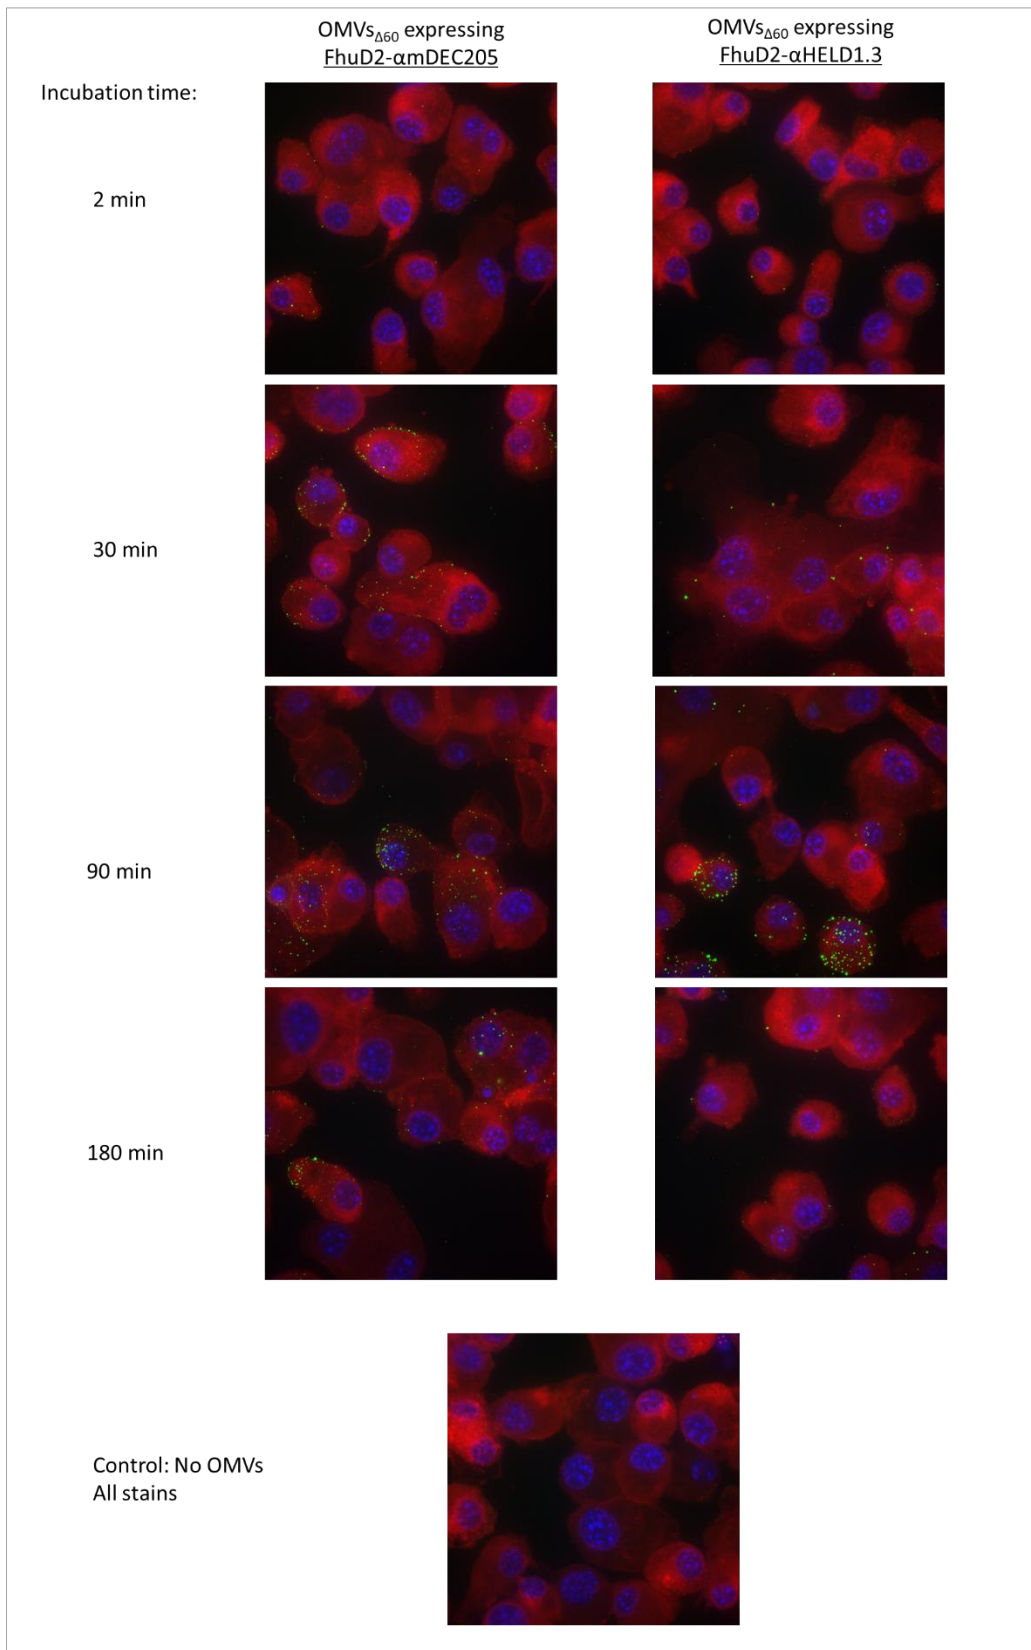 OMVsΔ60 expressing
FhuD2-αmDEC205
OMVsΔ60 expressing
FhuD2-αHELD1.3
Incubation time:
2 min
30 min
90 min
180 min
Control: No OMVs
All stains